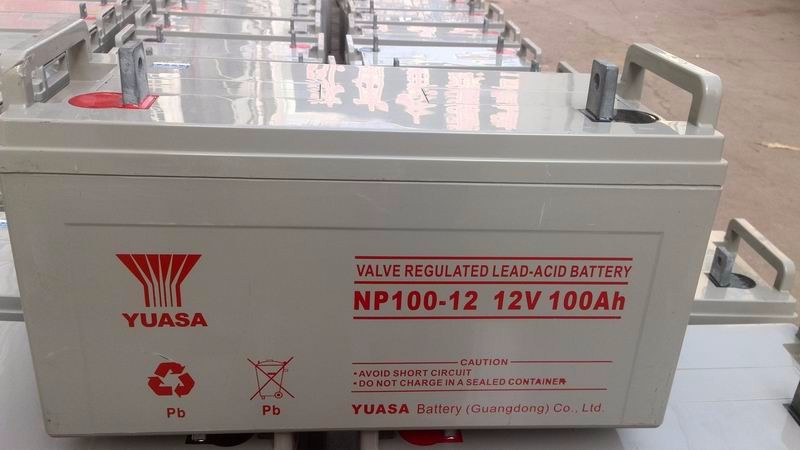 YUASA
VALVE REGULATED LEAD-ACID BATTERY
NP100-12 12V 100Ah
CAUTION
• AVOID SHORT CIRCUIT
• DO NOT CHARGE IN A SEALED CONTAINER
Pb
Pb
YUASA Battery (Guangdong) Co., Ltd.